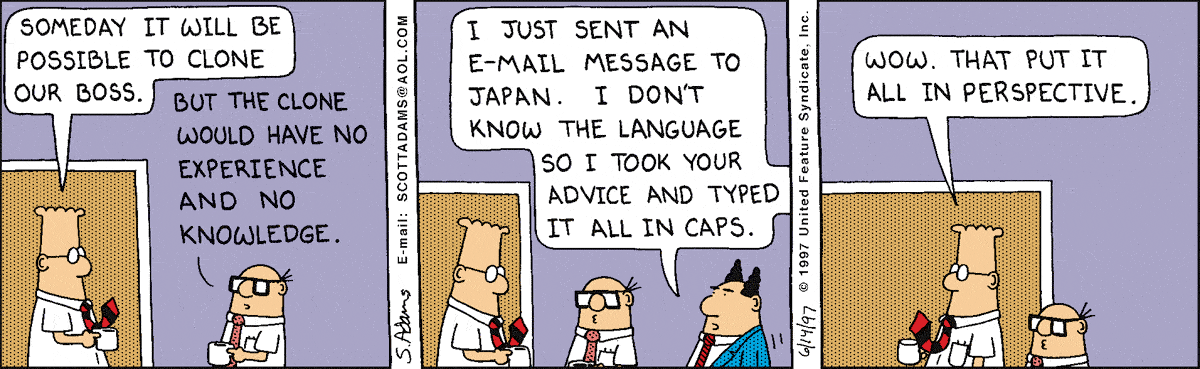 SOMEDAY IT WILL BE
POSSIBLE TO CLONE
OUR BOSS.
BUT THE CLONE
WOULD HAVE NO
EXPERIENCE
AND NO
KNOWLEDGE.
S.Adams
E-mail: SCOTTADAMS@AOL.COM
I JUST SENT AN
E-MAIL MESSAGE TO
JAPAN. I DON'T
KNOW THE LANGUAGE
SO I TOOK YOUR
ADVICE AND TYPED
IT ALL IN CAPS.
6/14/97
© 1997 United Feature Syndicate, Inc.
WOW. THAT PUT IT
ALL IN PERSPECTIVE.